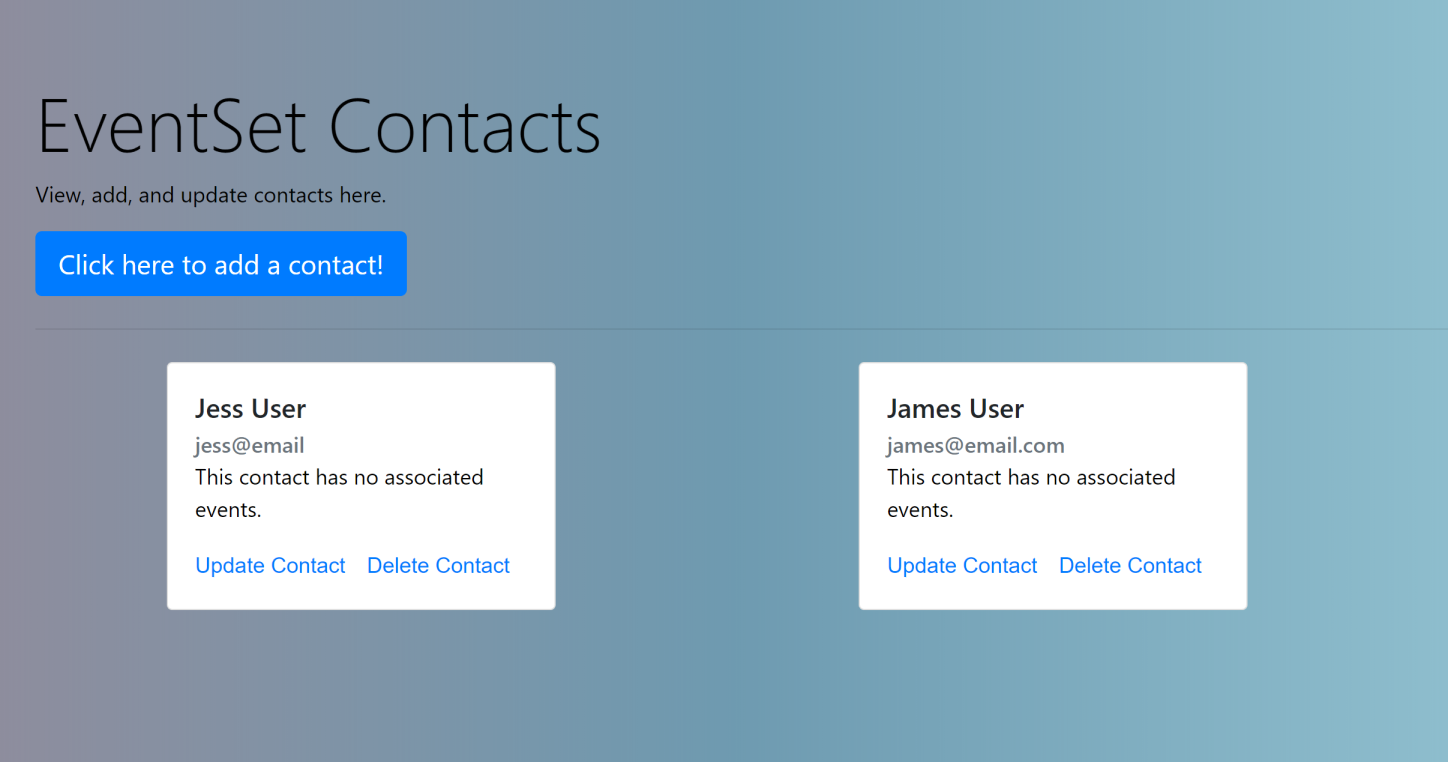 EventSet Contacts
View, add, and update contacts here.
Click here to add a contact!
Jess User
jess@email
This contact has no associated
events.
Update Contact Delete Contact
James User
james@email.com
This contact has no associated
events.
Update Contact Delete Contact